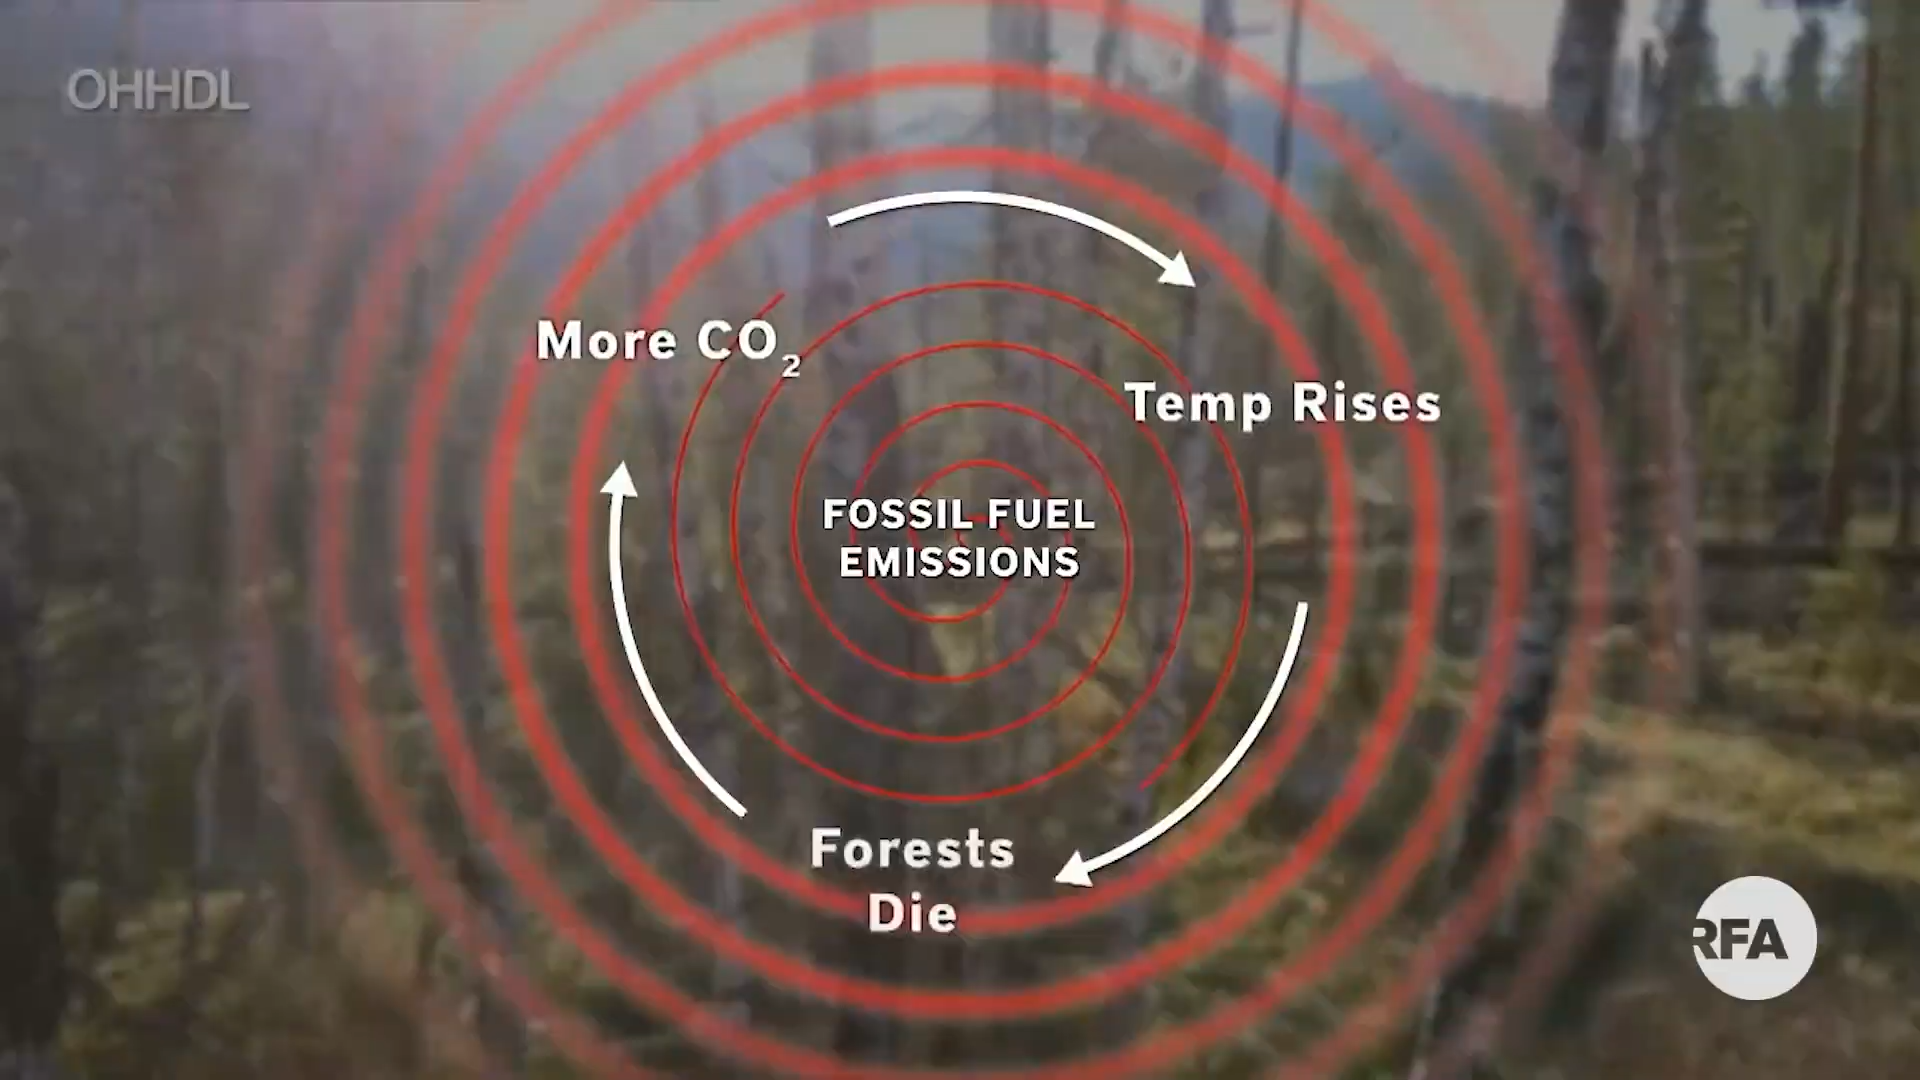 OHHDL
More CO₂
Temp Rises
FOSSIL FUEL
EMISSIONS
Forests
Die
RFA